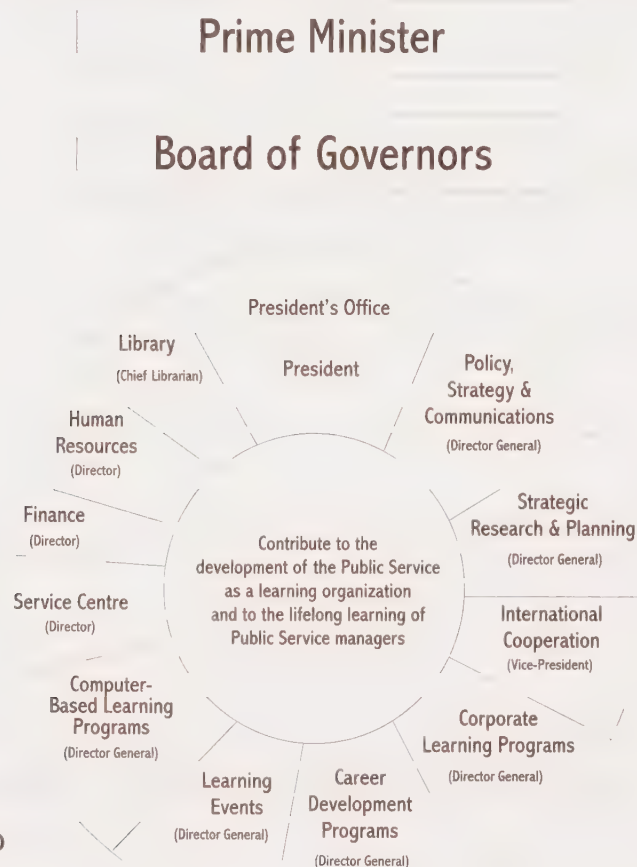 Prime Minister
Board of Governors
President's Office
President
Library
(Chief Librarian)
Policy,
Strategy &
Communications
(Director General)
Human
Resources
(Director)
Strategic
Research & Planning
(Director General)
Finance
(Director)
Contribute to the
development of the Public Service
as a learning organization
and to the lifelong learning of
Public Service managers
Service Centre
(Director)
International
Cooperation
(Vice-President)
Computer-
Based Learning
Programs
(Director General)
Corporate
Learning Programs
(Director General)
Learning
Events
(Director General)
Career
Development
Programs
(Director General)